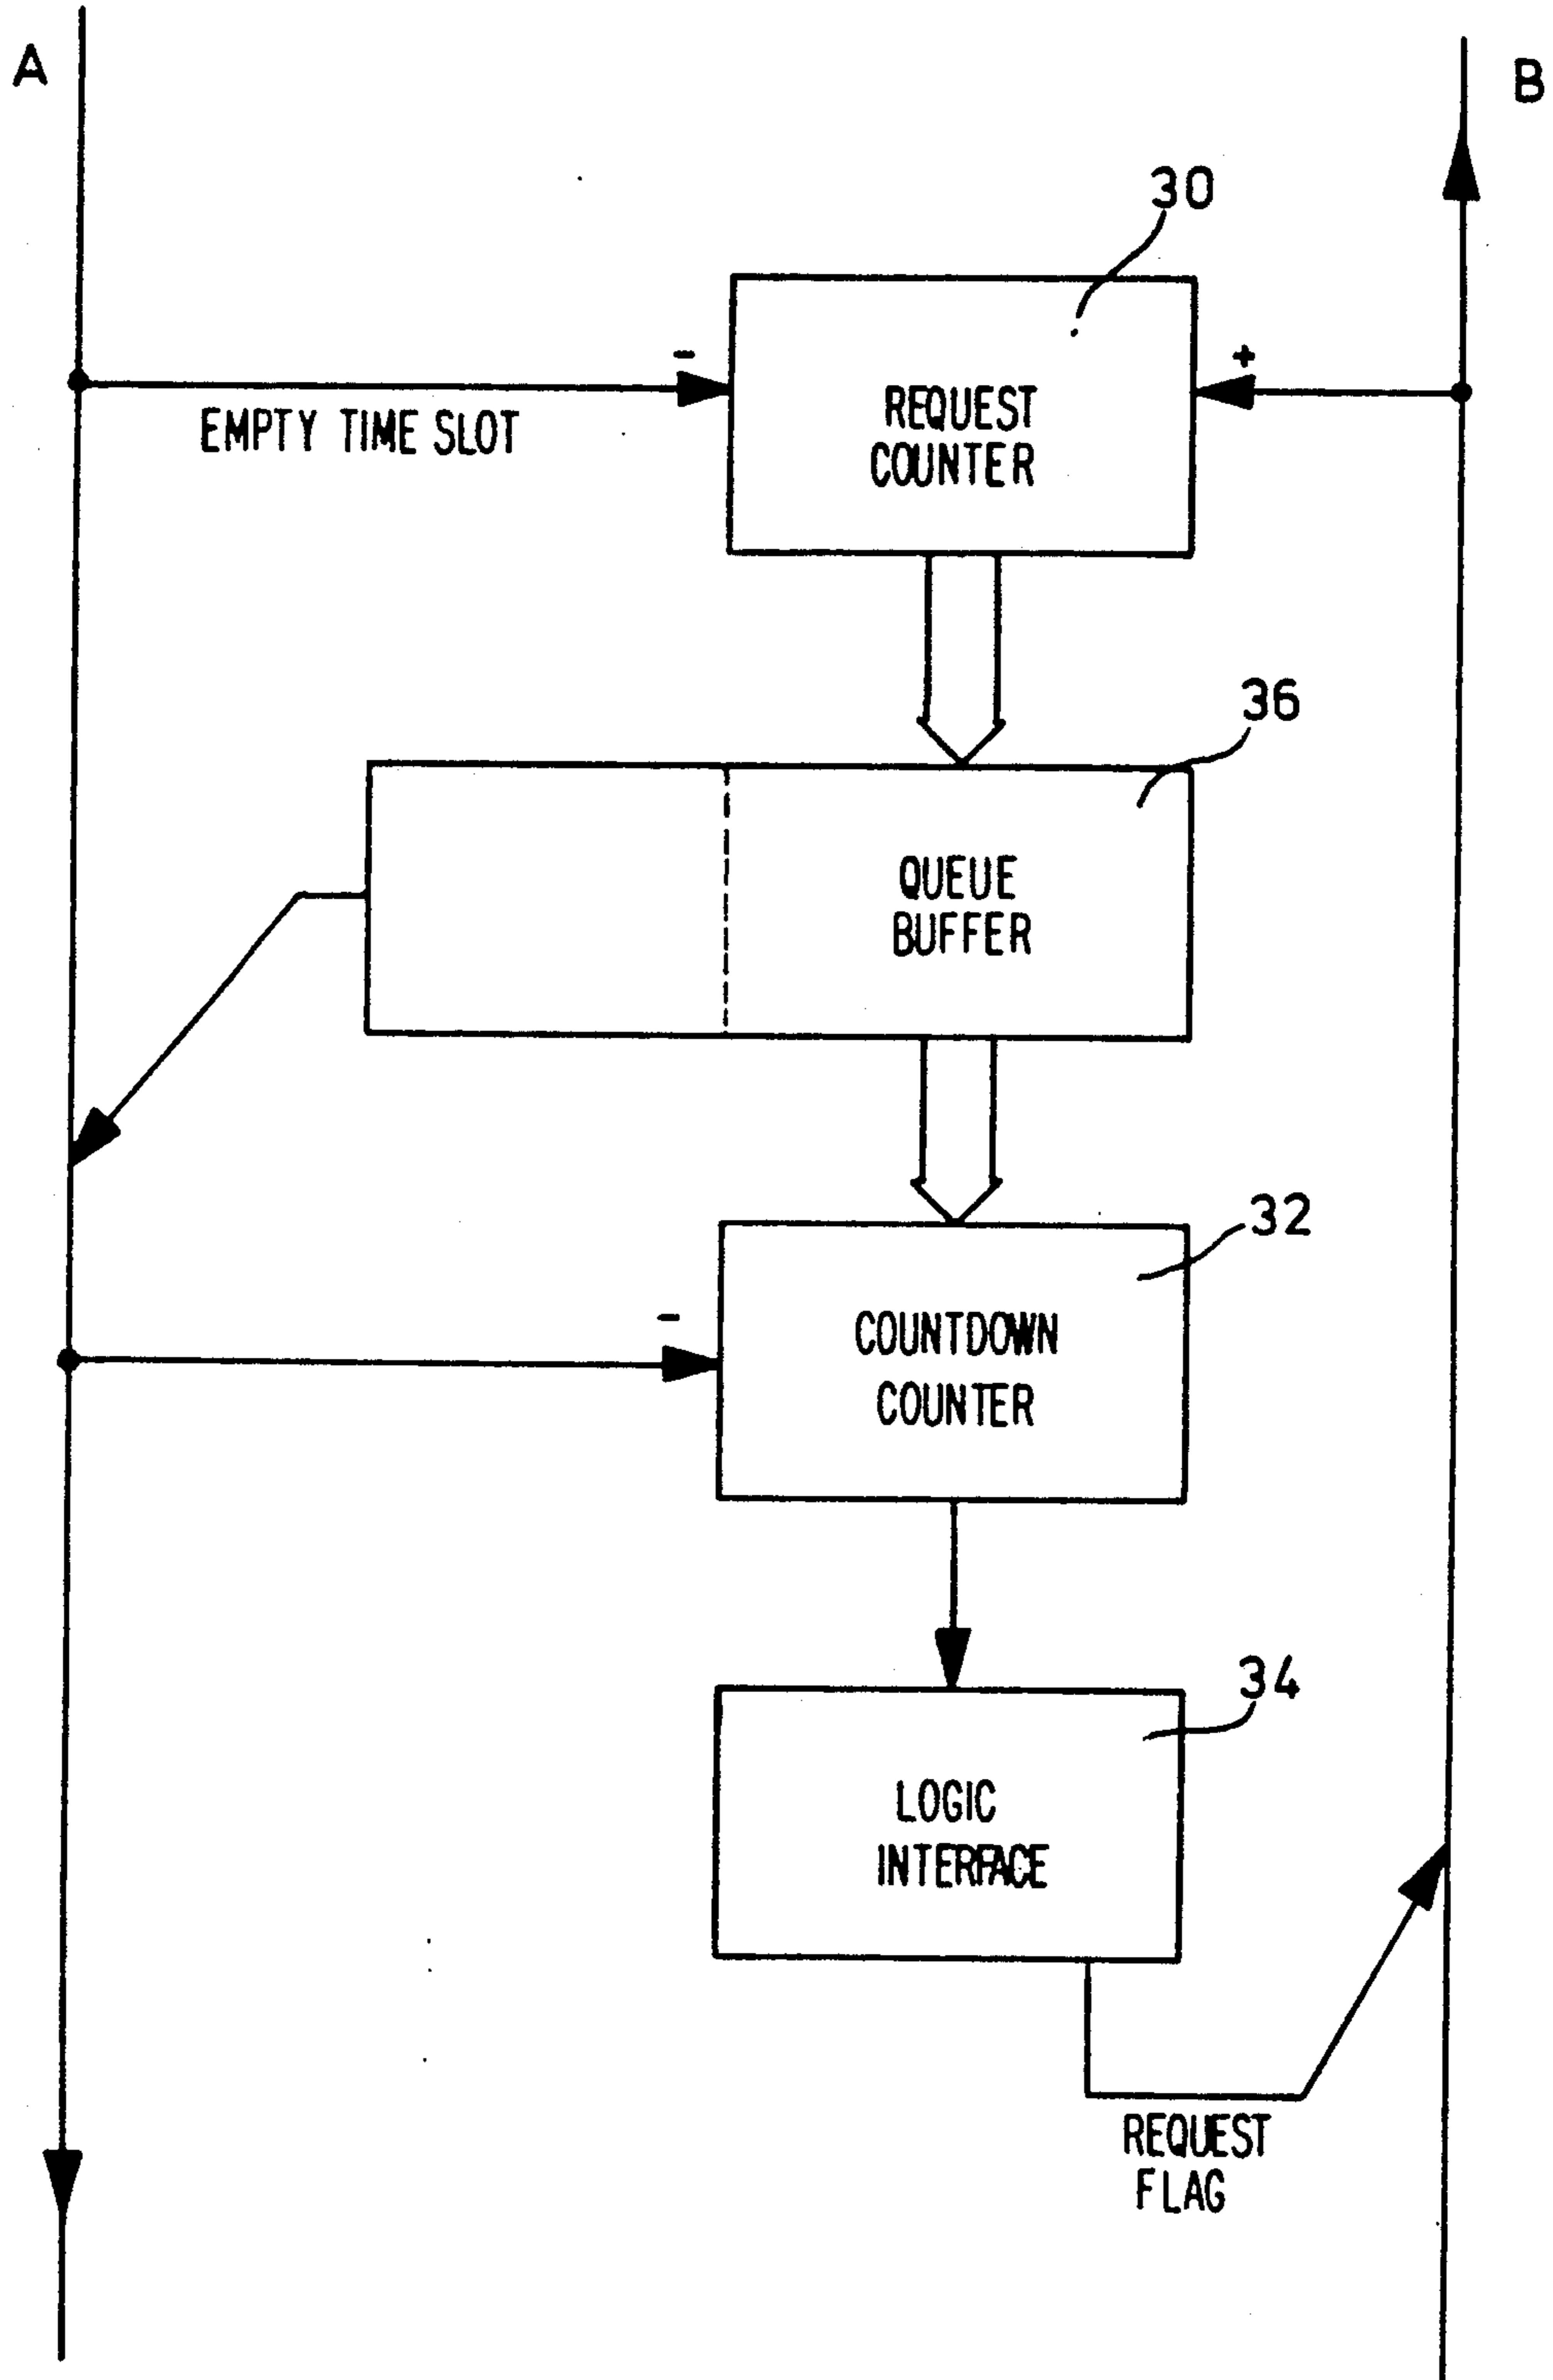 A
B
30
-
+
EMPTY TIME SLOT
REQUEST
COUNTER
36
QUEUE
BUFFER
32
-
COUNTDOWN
COUNTER
34
LOGIC
INTERFACE
REQUEST
FLAG